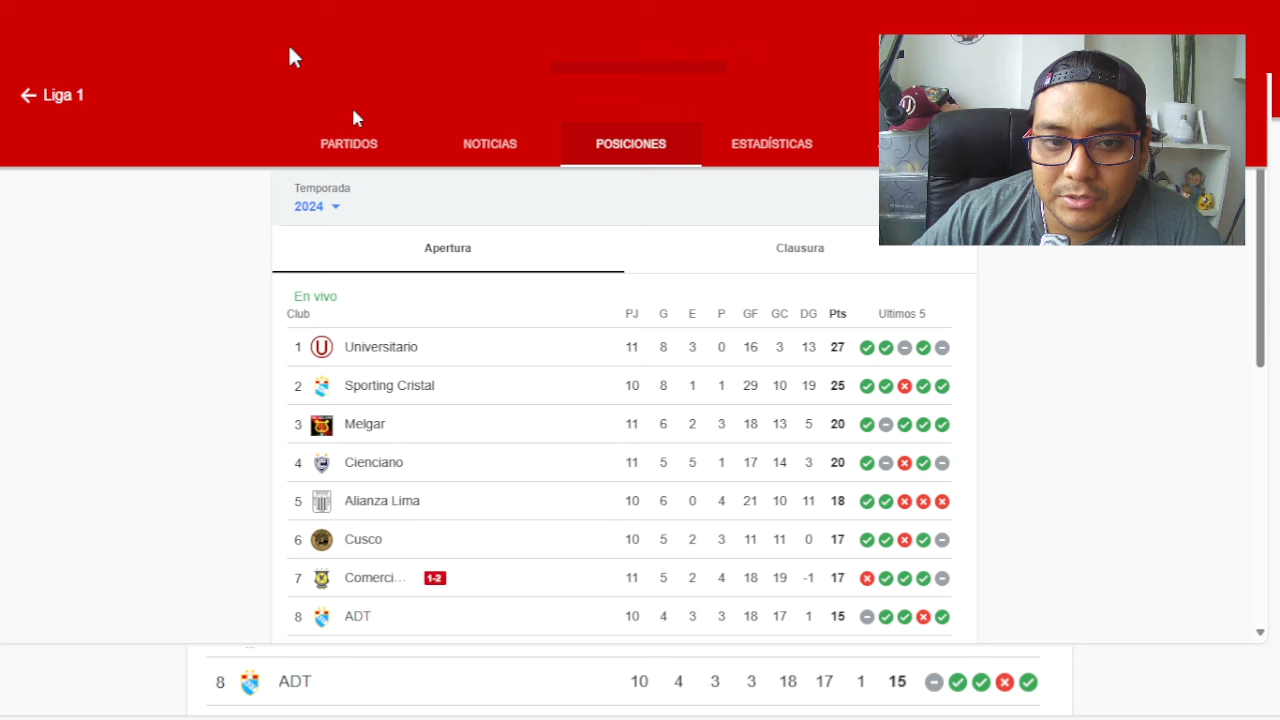 Liga 1
PARTIDOS NOTICIAS POSICIONES ESTADÍSTICAS
Temporada
2024
Apertura Clausura
En vivo
Club PJ G E P GF GC DG Pts Ultimos 5
1 U Universitario 11 8 3 0 16 3 13 27
2 Sporting Cristal 10 8 1 1 29 10 19 25
3 Melgar 11 6 2 3 18 13 5 20
4 Cienciano 11 5 5 1 17 14 3 20
5 Alianza Lima 10 6 0 4 21 10 11 18
6 Cusco 10 5 2 3 11 11 0 17
7 Comerci... 1-2 11 5 2 4 18 19 -1 17
8 ADT 10 4 3 3 18 17 1 15
8 ADT 10 4 3 3 18 17 1 15